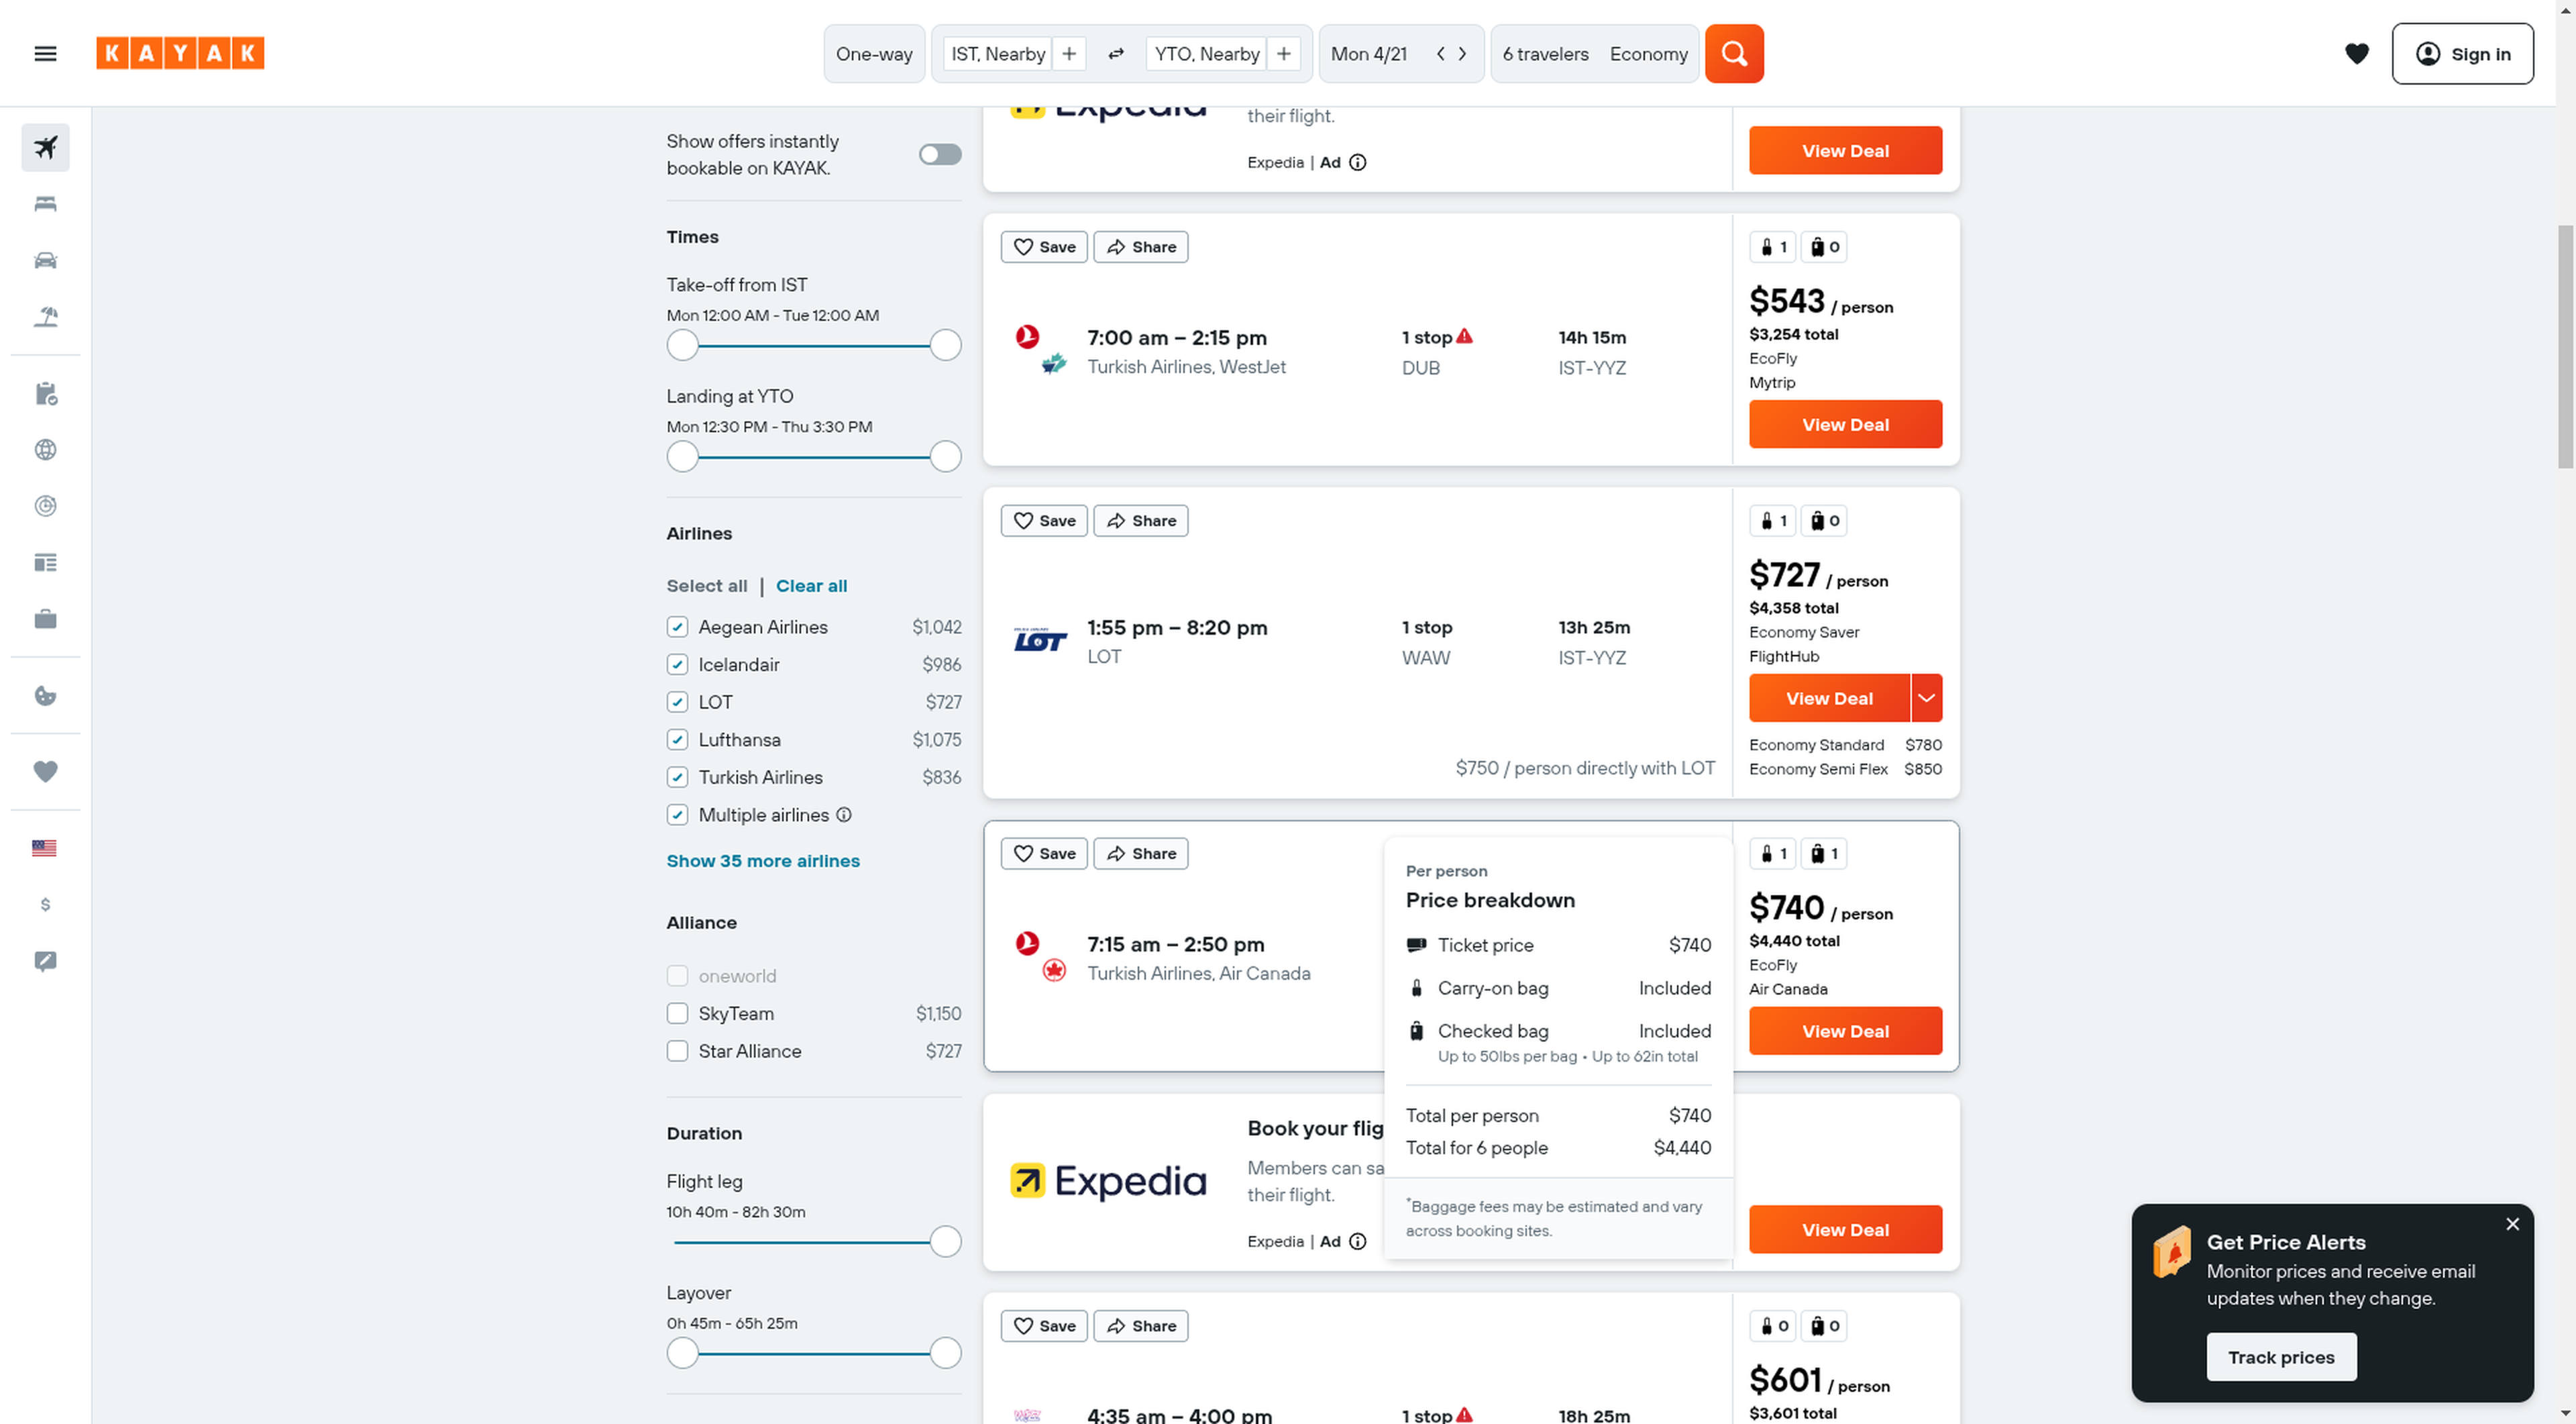 KAYAK
One-way
IST, Nearby
YTO, Nearby
Mon 4/21
6 travelers Economy
Sign in
Show offers instantly
bookable on KAYAK.
Times
Take-off from IST
Mon 12:00 AM - Tue 12:00 AM
Landing at YTO
Mon 12:30 PM - Thu 3:30 PM
Airlines
Select all | Clear all
Aegean Airlines $1,042
Icelandair $986
LOT $727
Lufthansa $1,075
Turkish Airlines $836
Multiple airlines
Show 35 more airlines
Alliance
oneworld
SkyTeam $1,150
Star Alliance $727
Duration
Flight leg
10h 40m - 82h 30m
Layover
0h 45m - 65h 25m
Expedia
their flight.
Expedia | Ad
View Deal
Save Share
7:00 am – 2:15 pm
Turkish Airlines, WestJet
1 stop
DUB
14h 15m
IST-YYZ
1 0
$543 / person
$3,254 total
EcoFly
Mytrip
View Deal
Save Share
LOT
1:55 pm – 8:20 pm
LOT
1 stop
WAW
13h 25m
IST-YYZ
$750 / person directly with LOT
1 0
$727 / person
$4,358 total
Economy Saver
FlightHub
View Deal
Economy Standard $780
Economy Semi Flex $850
Save Share
7:15 am – 2:50 pm
Turkish Airlines, Air Canada
Per person
Price breakdown
Ticket price $740
Carry-on bag Included
Checked bag Included
Up to 50lbs per bag • Up to 62in total
Total per person $740
Total for 6 people $4,440
*Baggage fees may be estimated and vary
across booking sites.
1 1
$740 / person
$4,440 total
EcoFly
Air Canada
View Deal
Expedia
Book your flig
Members can sa
their flight.
Expedia | Ad
View Deal
Save Share
4:35 am – 4:00 pm
1 stop
18h 25m
0 0
$601 / person
$3,601 total
Get Price Alerts
Monitor prices and receive email
updates when they change.
Track prices